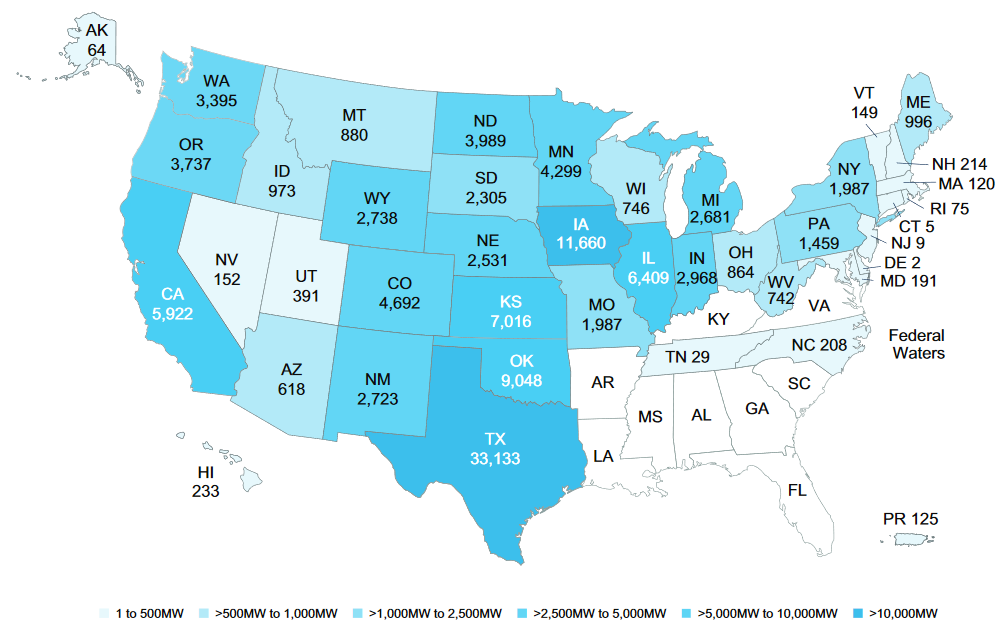 AK
64
WA
3,395
OR
3,737
CA
5,922
NV
152
ID
973
MT
880
WY
2,738
UT
391
AZ
618
CO
4,692
NM
2,723
ND
3,989
SD
2,305
NE
2,531
KS
7,016
OK
9,048
TX
33,133
MN
4,299
IA
11,660
MO
1,987
AR
LA
WI
746
IL
6,409
MI
2,681
IN
2,968
OH
864
KY
TN 29
MS
AL
GA
FL
SC
NC 208
VA
WV
742
PA
1,459
NY
1,987
VT
149
ME
996
NH 214
MA 120
RI 75
CT 5
NJ 9
DE 2
MD 191
Federal
Waters
HI
233
PR 125
1 to 500MW
>500MW to 1,000MW
>1,000MW to 2,500MW
>2,500MW to 5,000MW
>5,000MW to 10,000MW
>10,000MW